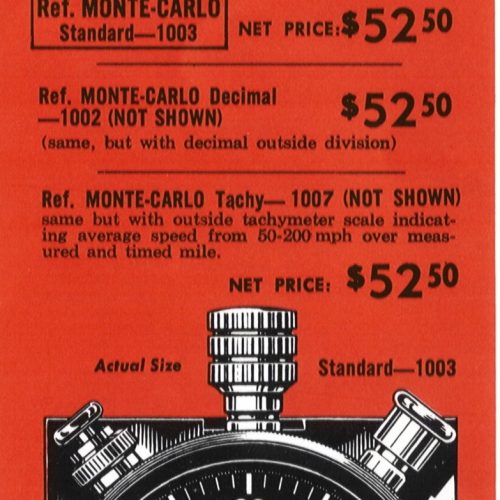 Ref. MONTE-CARLO
Standard—1003
NET PRICE: $52 50
Ref. MONTE-CARLO Decimal
—1002 (NOT SHOWN)
$52 50
(same, but with decimal outside division)
Ref. MONTE-CARLO Tachy— 1007 (NOT SHOWN)
same but with outside tachymeter scale indicat-
ing average speed from 50-200 mph over meas-
ured and timed mile.
NET PRICE: $52 50
Actual Size
Standard—1003